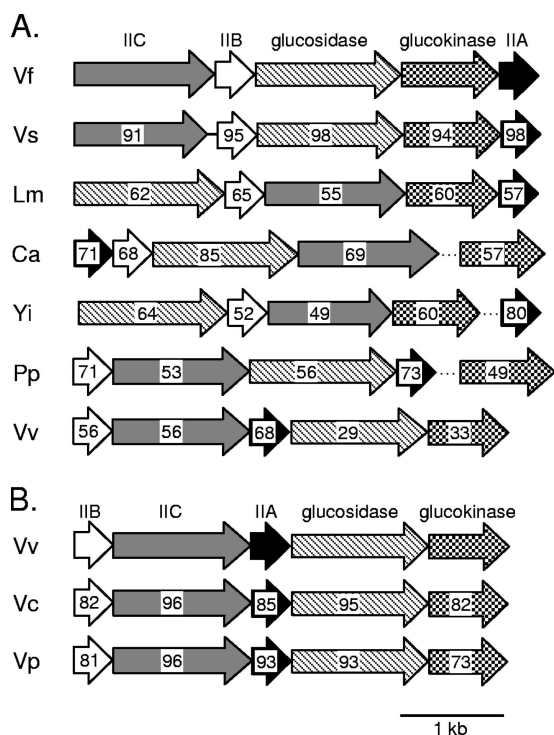 A.
IIC IIB glucosidase glucokinase IIA
Vf
Vs 91 95 98 94 98
Lm 62 65 55 60 57
Ca 71 68 85 69 57
Yi 64 52 49 60 80
Pp 71 53 56 73 49
Vv 56 56 68 29 33
B.
IIB IIC IIA glucosidase glucokinase
Vv
Vc 82 96 85 95 82
Vp 81 96 93 93 73
1 kb